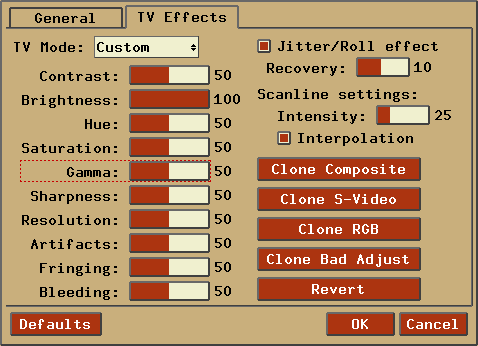 General
TV Effects
TV Mode: Custom
Contrast: 50
Brightness: 100
Hue: 50
Saturation: 50
Gamma: 50
Sharpness: 50
Resolution: 50
Artifacts: 50
Fringing: 50
Bleeding: 50
Jitter/Roll effect
Recovery: 10
Scanline settings:
Intensity: 25
Interpolation
Clone Composite
Clone S-Video
Clone RGB
Clone Bad Adjust
Revert
Defaults
OK
Cancel